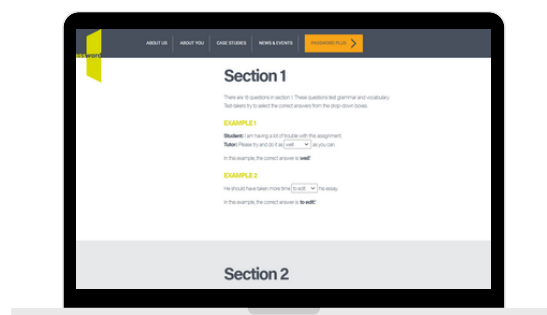 password
ABOUT US
ABOUT YOU
CASE STUDIES
NEWS & EVENTS
PASSWORD PLUS
Section 1
There are 15 questions in section 1. These questions test grammar and vocabulary.
Test-takers try to select the correct answers from the drop-down boxes.
EXAMPLE 1
Student: I am having a lot of trouble with this assignment.
Tutor: Please try and do it as well as you can.
In this example, the correct answer is 'well'.
EXAMPLE 2
He should have taken more time to edit his essay.
In this example, the correct answer is 'to edit'.
Section 2